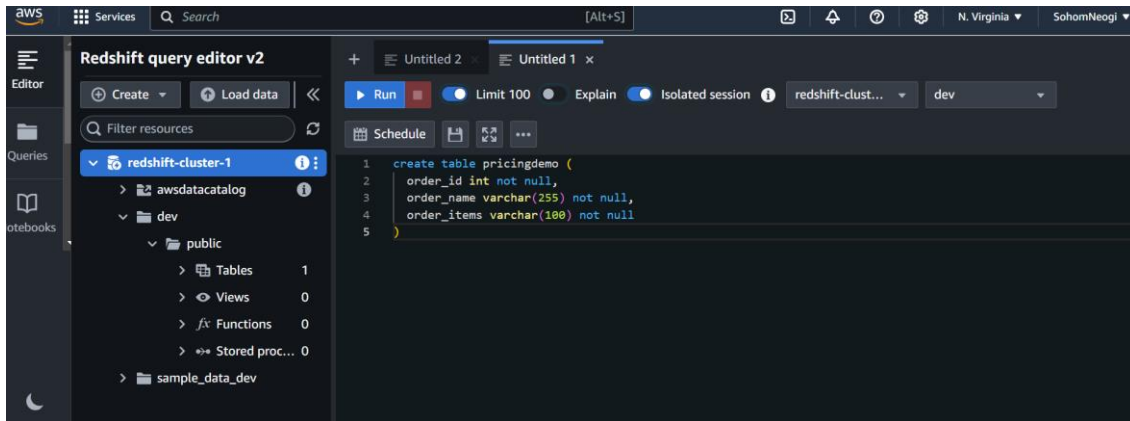 aws Services Search [Alt+S] N. Virginia ▼ SohomNeogi ▼
Editor
Queries
otebooks
Redshift query editor v2
Create Load data
Filter resources
redshift-cluster-1
awsdatacatalog
dev
public
Tables 1
Views 0
fx Functions 0
Stored proc... 0
sample_data_dev
+ Untitled 2 × Untitled 1 ×
Run Limit 100 Explain Isolated session redshift-clust... dev
Schedule
1 create table pricingdemo (
2 order_id int not null,
3 order_name varchar(255) not null,
4 order_items varchar(100) not null
5 )